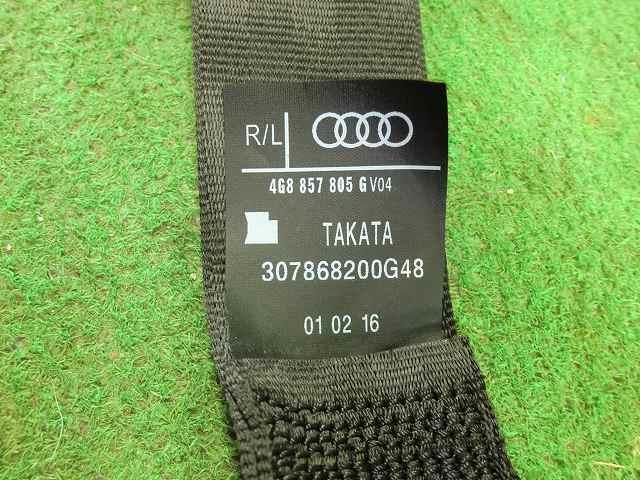 R/L
4G8 857 805 G V04
TAKATA
307868200G48
01 02 16